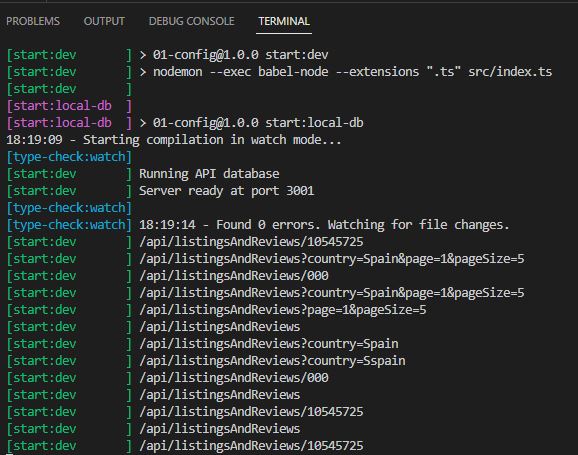 PROBLEMS OUTPUT DEBUG CONSOLE TERMINAL
[start:dev ] > 01-config@1.0.0 start:dev
[start:dev ] > nodemon --exec babel-node --extensions ".ts" src/index.ts
[start:dev ]
[start:local-db ]
[start:local-db ] > 01-config@1.0.0 start:local-db
18:19:09 - Starting compilation in watch mode...
[type-check:watch]
[start:dev ] Running API database
[start:dev ] Server ready at port 3001
[type-check:watch]
[type-check:watch] 18:19:14 - Found 0 errors. Watching for file changes.
[start:dev ] /api/listingsAndReviews/10545725
[start:dev ] /api/listingsAndReviews?country=Spain&page=1&pageSize=5
[start:dev ] /api/listingsAndReviews/000
[start:dev ] /api/listingsAndReviews?country=Spain&page=1&pageSize=5
[start:dev ] /api/listingsAndReviews?page=1&pageSize=5
[start:dev ] /api/listingsAndReviews
[start:dev ] /api/listingsAndReviews?country=Spain
[start:dev ] /api/listingsAndReviews?country=Sspain
[start:dev ] /api/listingsAndReviews/000
[start:dev ] /api/listingsAndReviews
[start:dev ] /api/listingsAndReviews/10545725
[start:dev ] /api/listingsAndReviews
[start:dev ] /api/listingsAndReviews/10545725